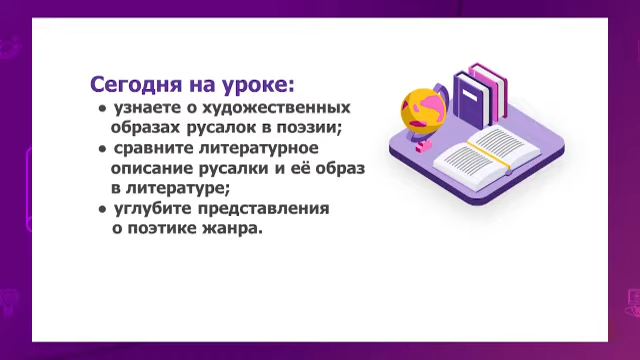 Сегодня на уроке:
● узнаете о художественных
образах русалок в поэзии;
● сравните литературное
описание русалки и её образ
в литературе;
● углубите представления
о поэтике жанра.